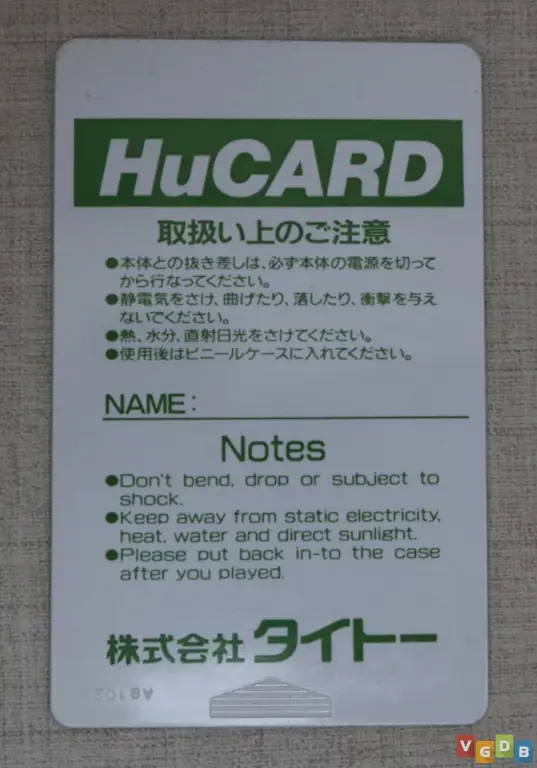 HuCARD
取扱い上のご注意
●本体との抜き差しは、必ず本体の電源を切って
から行なってください。
●静電気をさけ、曲げたり、落したり、衝撃を与え
ないでください。
●熱、水分、直射日光をさけてください。
●使用後はビニールケースに入れてください。
NAME:
Notes
●Don't bend, drop or subject to
shock.
●Keep away from static electricity,
heat, water and direct sunlight.
●Please put back in-to the case
after you played.
株式会社 タイトー
VGDB